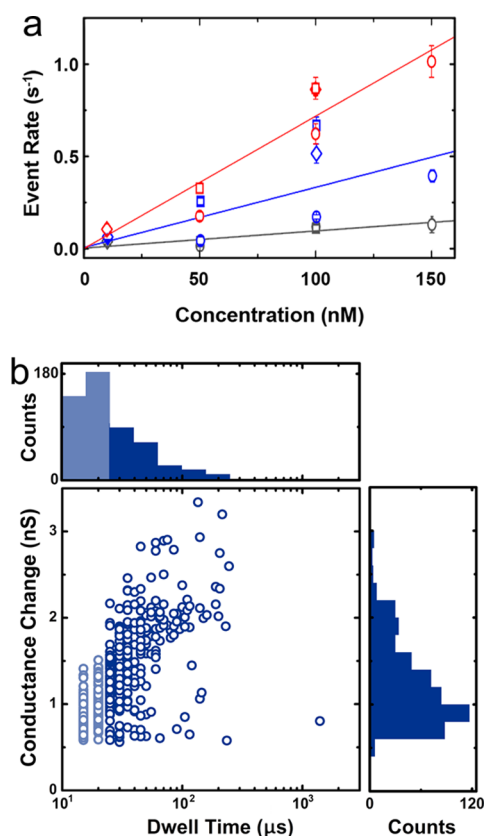 a
Event Rate (s⁻¹)
1.0
0.5
0.0
0 50 100 150
Concentration (nM)
b
180
Counts
0
Conductance Change (nS)
3
2
1
0
10¹ 10² 10³
Dwell Time (μs)
0 120
Counts